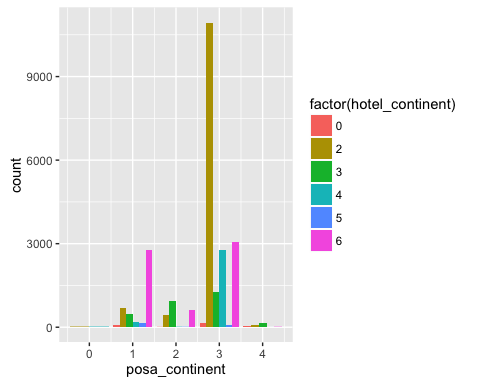 9000
6000
3000
0
count
0 1 2 3 4
posa_continent
factor(hotel_continent)
0
2
3
4
5
6